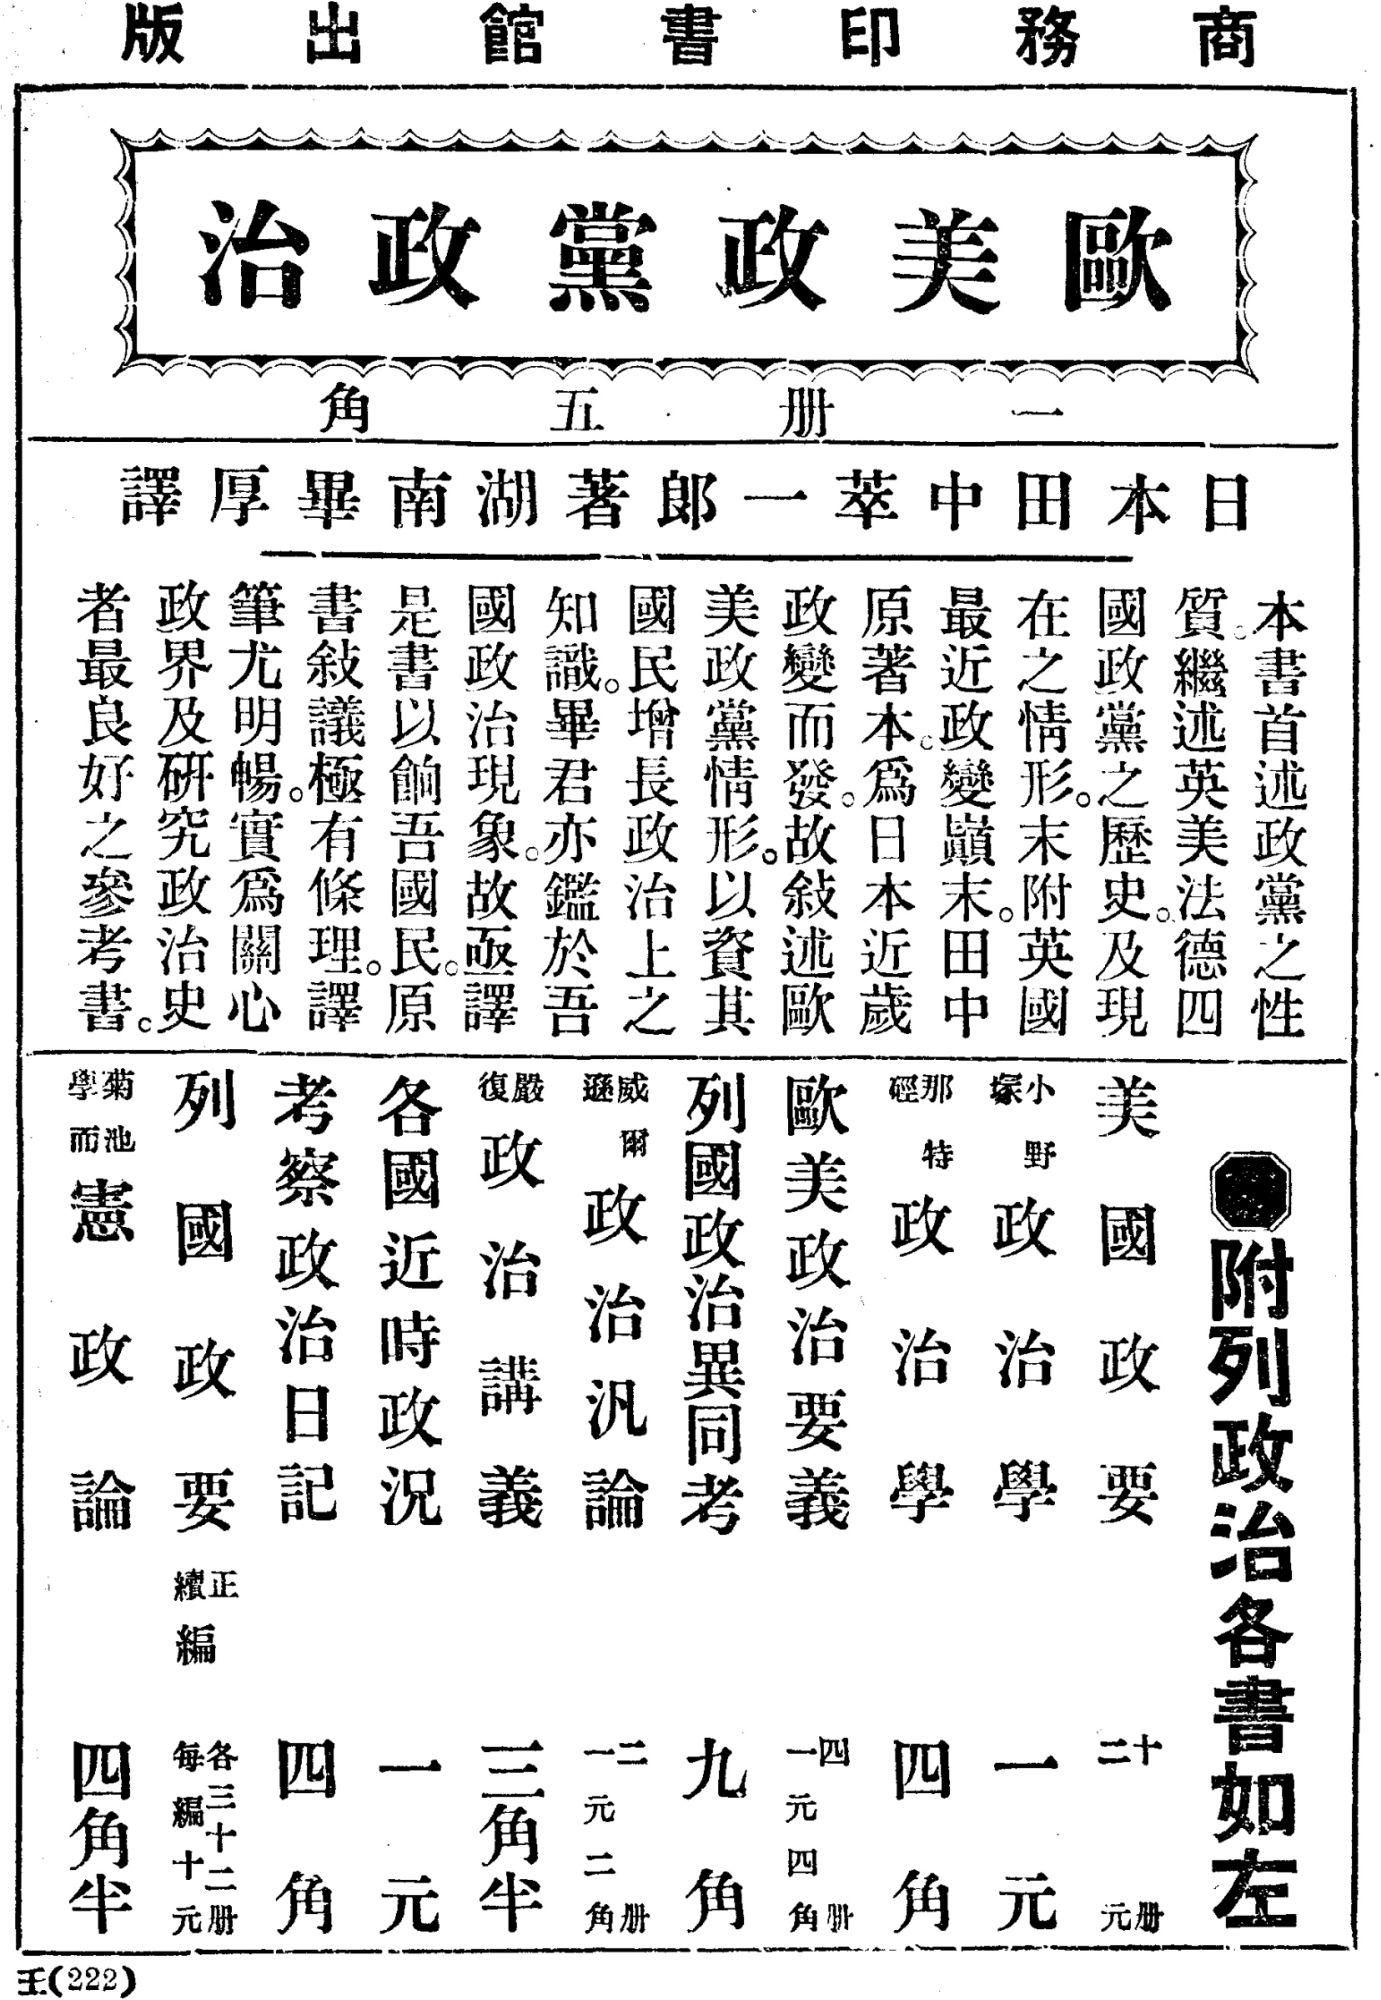 商務印書館出版
歐美政黨政治
一册五角
日本田中萃一郎著湖南畢厚譯
本書首述政黨之性
質。繼述英美法德四
國政黨之歷史。及現
在之情形。末附英國
最近政變巔末。田中
原著本。爲日本近歲
政變而發。故敍述歐
美政黨情形。以資其
國民增長政治上之
知識。畢君亦鑑於吾
國政治現象。故亟譯
是書以餉吾國民。原
書敍議極有條理。譯
筆尤明暢。實爲關心
政界及研究政治史
者最良好之參考書。
附列政治各書如左
美國政要 十册 二元
小野塚 政治學 一元
那特硜 政治學 四角
歐美政治要義 四册 一元四角
列國政治異同考 九角
威爾遜 政治汎論 二册 一元二角
嚴復 政治講義 三角半
各國近時政況 一元
考察政治日記 四角
列國政要 正續編 各三十二册 每編十元
菊池學而 憲政論 四角半
王(222)